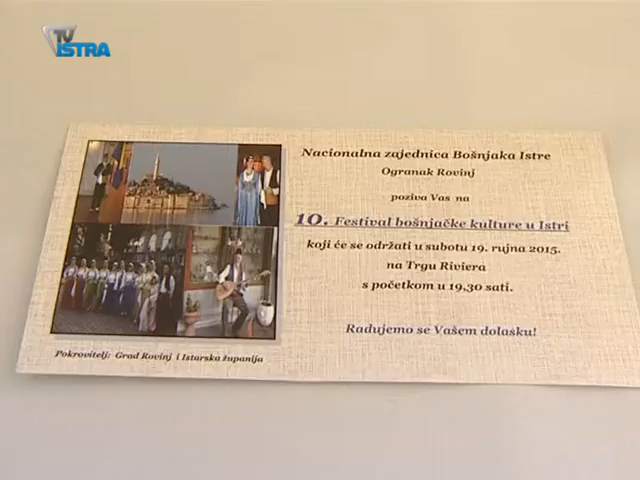 TV
ISTRA
Nacionalna zajednica Bošnjaka Istre
Ogranak Rovinj
poziva Vas na
10. Festival bošnjačke kulture u Istri
koji će se održati u subotu 19. rujna 2015.
na Trgu Riviera
s početkom u 19,30 sati.
Radujemo se Vašem dolasku!
Pokrovitelj: Grad Rovinj i Istarska županija